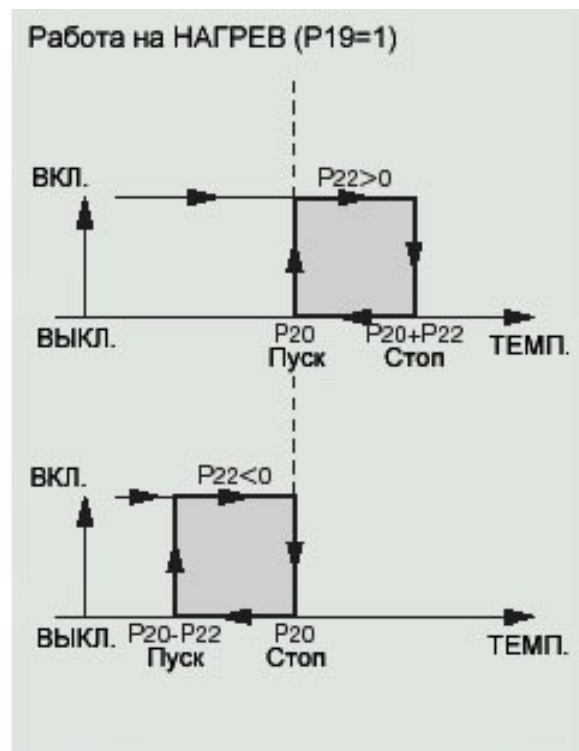 Работа на НАГРЕВ (P19=1)
ВКЛ.
P22>0
ВЫКЛ.
P20
Пуск
P20+P22
Стоп
ТЕМП.
ВКЛ.
P22<0
ВЫКЛ.
P20-P22
Пуск
P20
Стоп
ТЕМП.